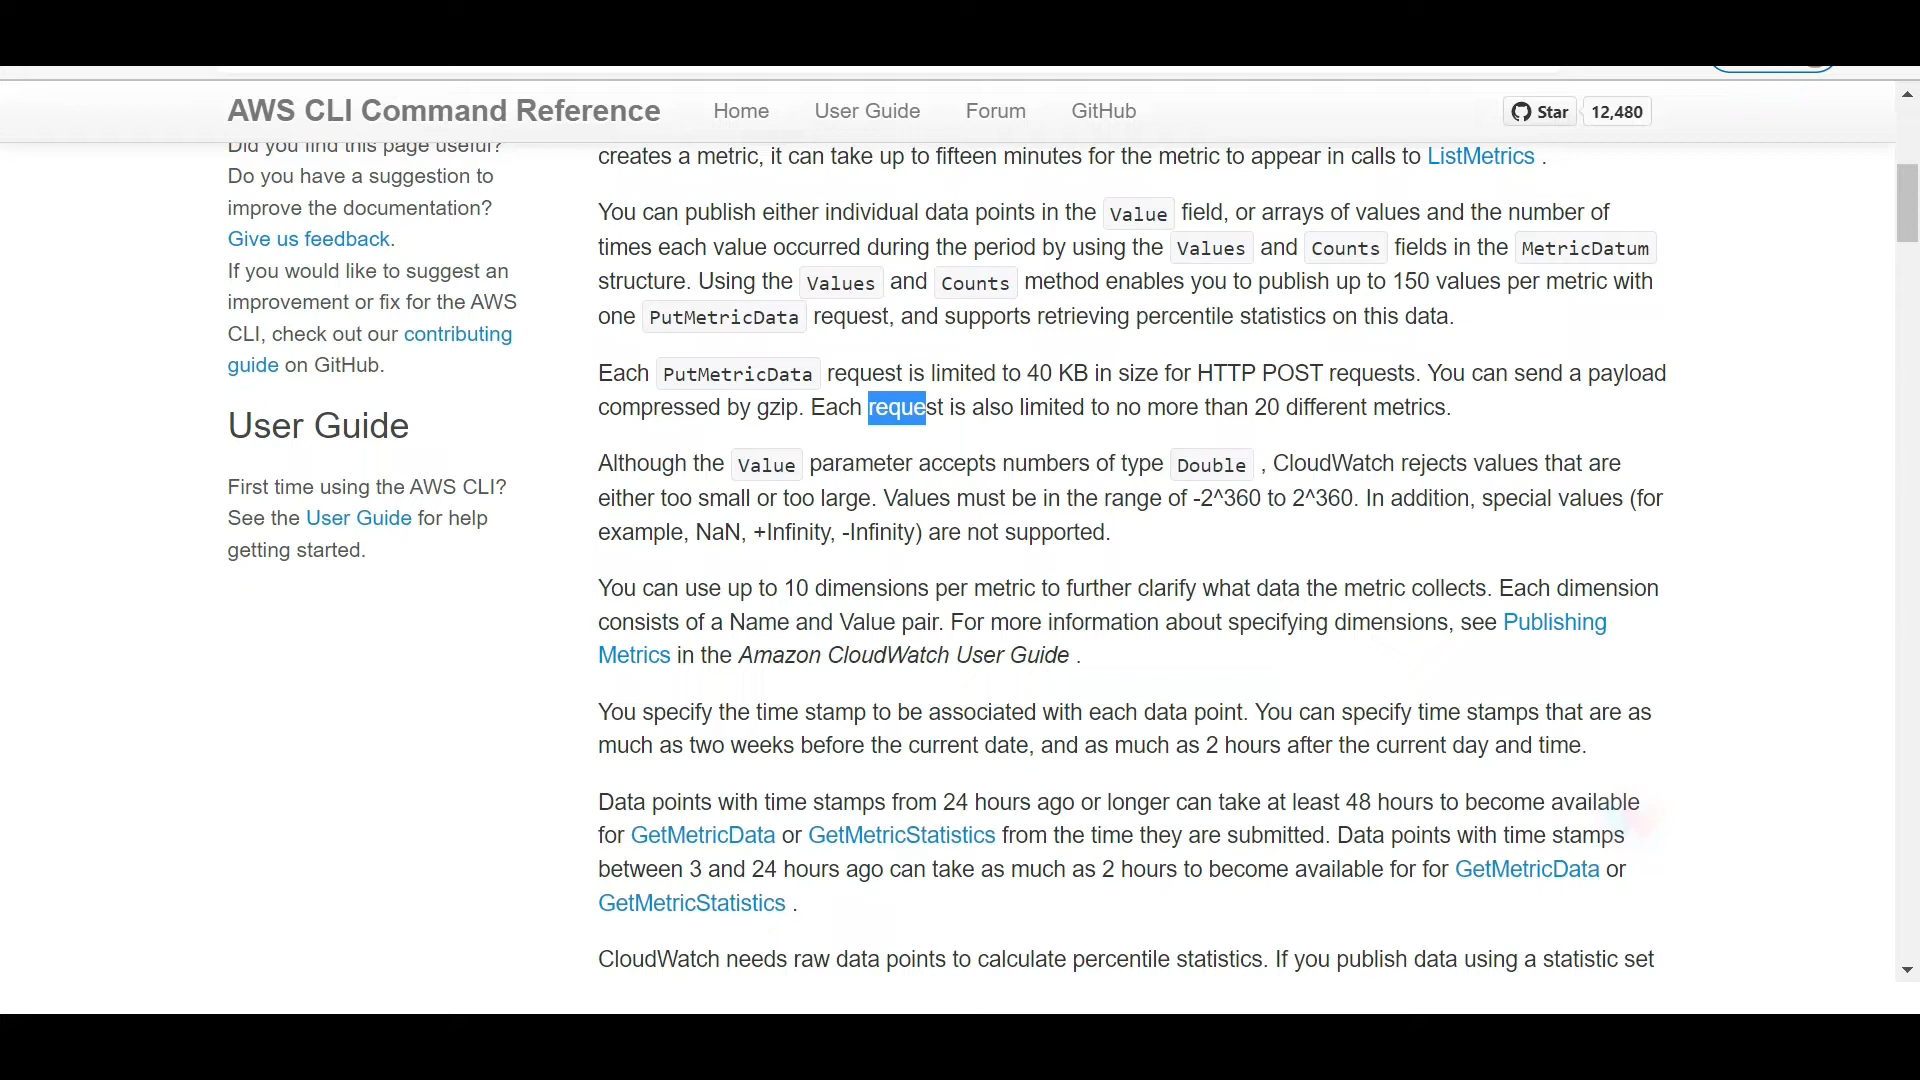 AWS CLI Command Reference Home User Guide Forum GitHub Star 12,480
Did you find this page useful?
Do you have a suggestion to
improve the documentation?
Give us feedback.
If you would like to suggest an
improvement or fix for the AWS
CLI, check out our contributing
guide on GitHub.
User Guide
First time using the AWS CLI?
See the User Guide for help
getting started.
creates a metric, it can take up to fifteen minutes for the metric to appear in calls to ListMetrics .
You can publish either individual data points in the Value field, or arrays of values and the number of
times each value occurred during the period by using the Values and Counts fields in the MetricDatum
structure. Using the Values and Counts method enables you to publish up to 150 values per metric with
one PutMetricData request, and supports retrieving percentile statistics on this data.
Each PutMetricData request is limited to 40 KB in size for HTTP POST requests. You can send a payload
compressed by gzip. Each request is also limited to no more than 20 different metrics.
Although the Value parameter accepts numbers of type Double , CloudWatch rejects values that are
either too small or too large. Values must be in the range of -2^360 to 2^360. In addition, special values (for
example, NaN, +Infinity, -Infinity) are not supported.
You can use up to 10 dimensions per metric to further clarify what data the metric collects. Each dimension
consists of a Name and Value pair. For more information about specifying dimensions, see Publishing
Metrics in the Amazon CloudWatch User Guide .
You specify the time stamp to be associated with each data point. You can specify time stamps that are as
much as two weeks before the current date, and as much as 2 hours after the current day and time.
Data points with time stamps from 24 hours ago or longer can take at least 48 hours to become available
for GetMetricData or GetMetricStatistics from the time they are submitted. Data points with time stamps
between 3 and 24 hours ago can take as much as 2 hours to become available for for GetMetricData or
GetMetricStatistics .
CloudWatch needs raw data points to calculate percentile statistics. If you publish data using a statistic set